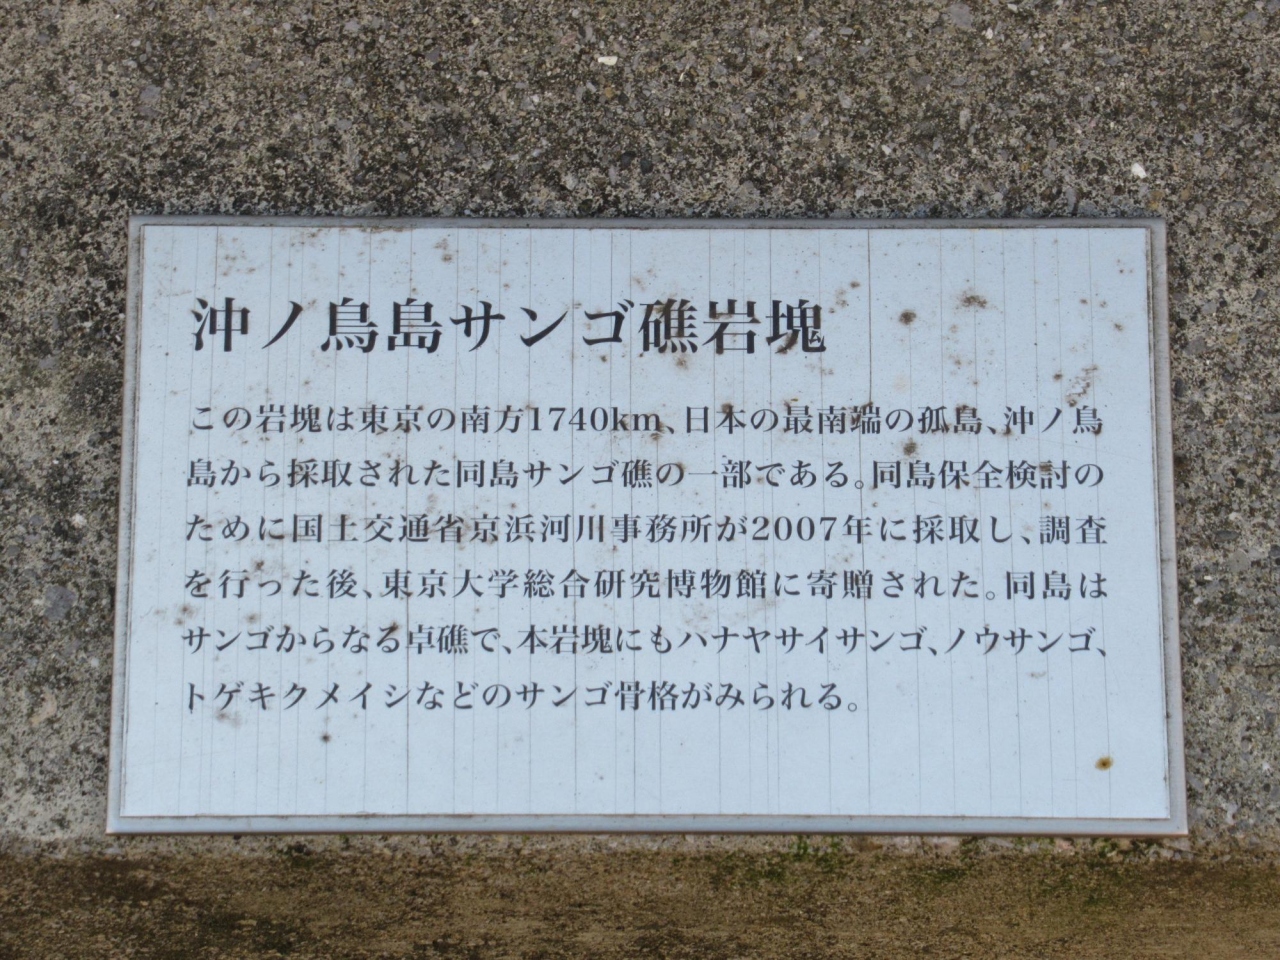 沖ノ鳥島サンゴ礁岩塊
この岩塊は東京の南方1740km、日本の最南端の孤島、沖ノ鳥
島から採取された同島サンゴ礁の一部である。同島保全検討の
ために国土交通省京浜河川事務所が2007年に採取し、調査
を行った後、東京大学総合研究博物館に寄贈された。同島は
サンゴからなる卓礁で、本岩塊にもハナヤサイサンゴ、ノウサンゴ、
トゲキクメイシなどのサンゴ骨格がみられる。